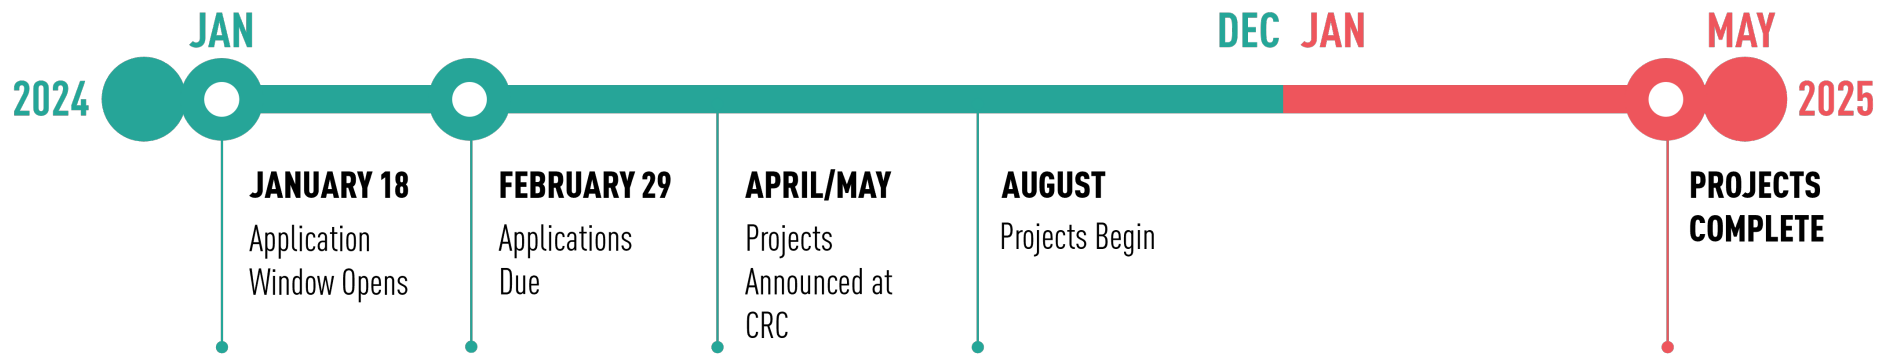 JAN
DEC JAN
MAY
2024
2025
JANUARY 18
Application
Window Opens
FEBRUARY 29
Applications
Due
APRIL/MAY
Projects
Announced at
CRC
AUGUST
Projects Begin
PROJECTS
COMPLETE